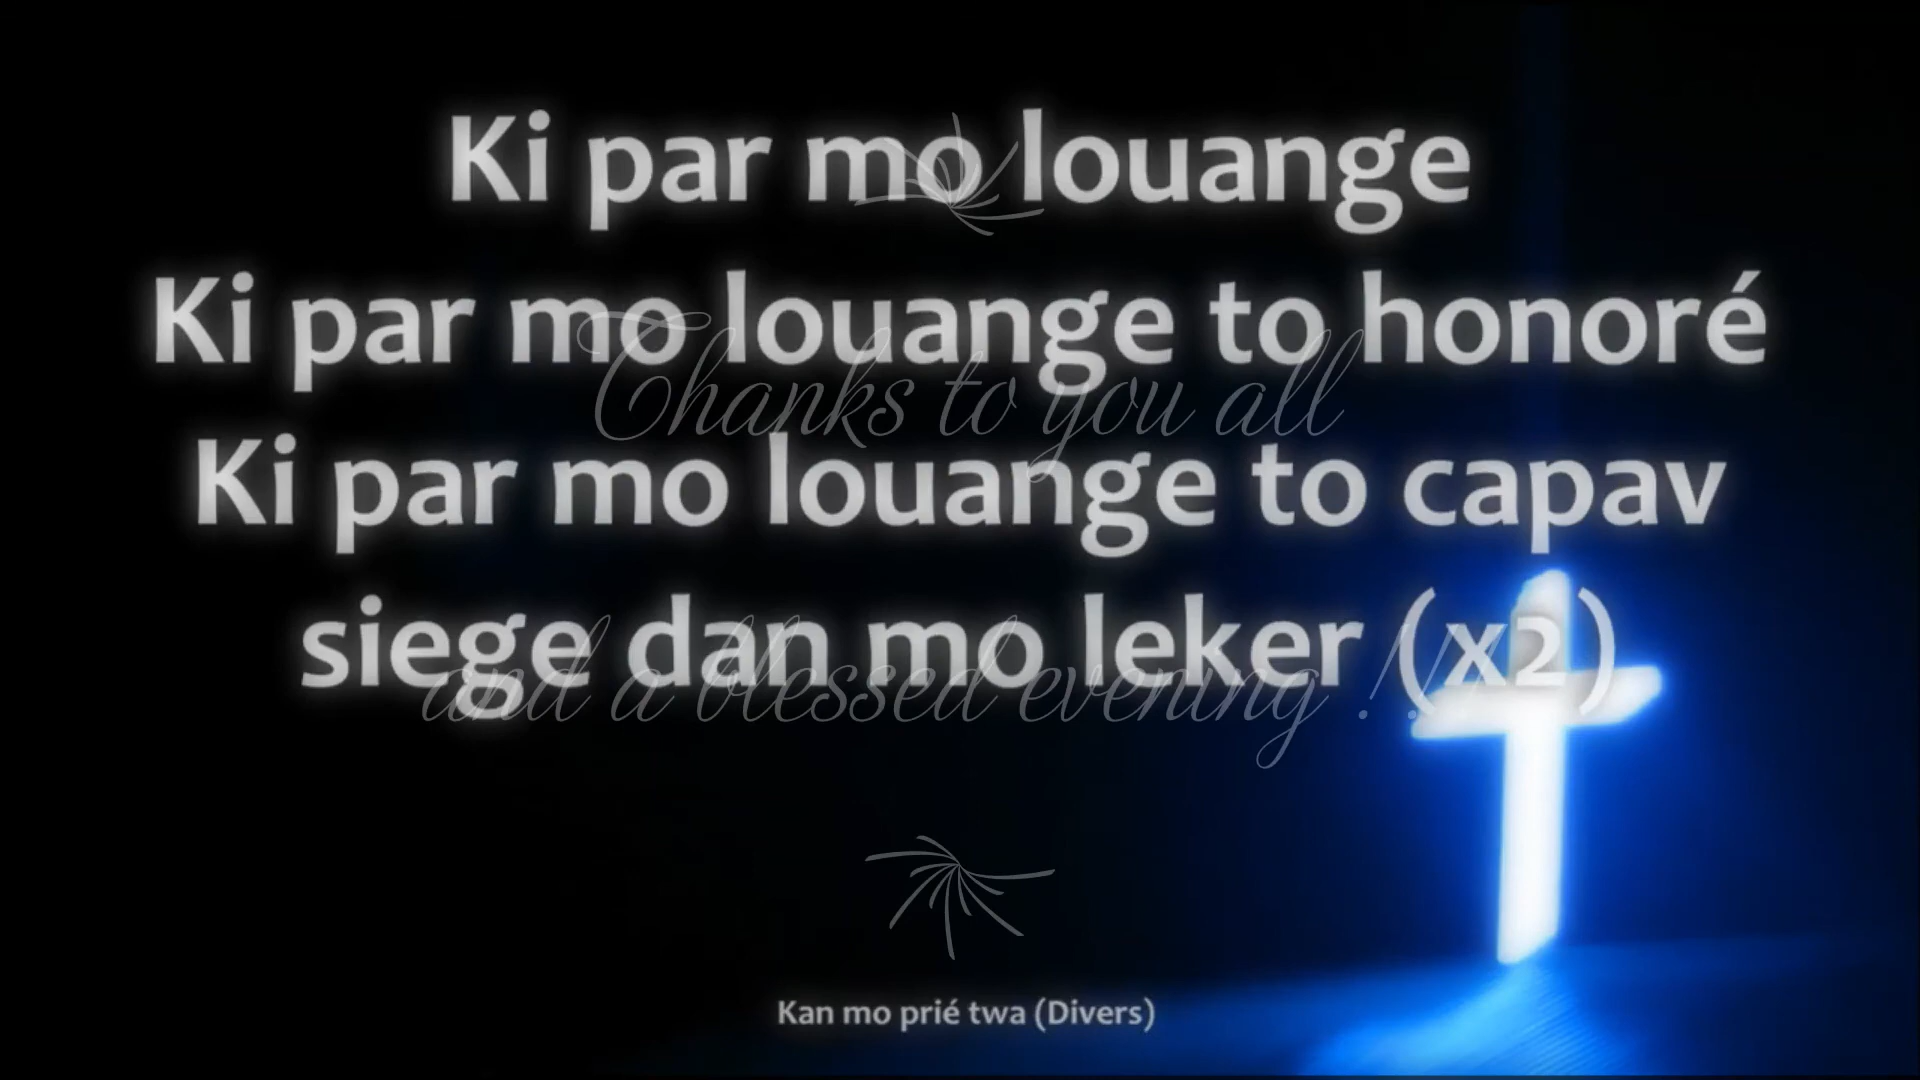 Ki par mo louange
Ki par mo louange to honoré
Thanks to you all
Ki par mo louange to capav
siege dan mo leker (x2)
and a blessed evening !!!
Kan mo prié twa (Divers)